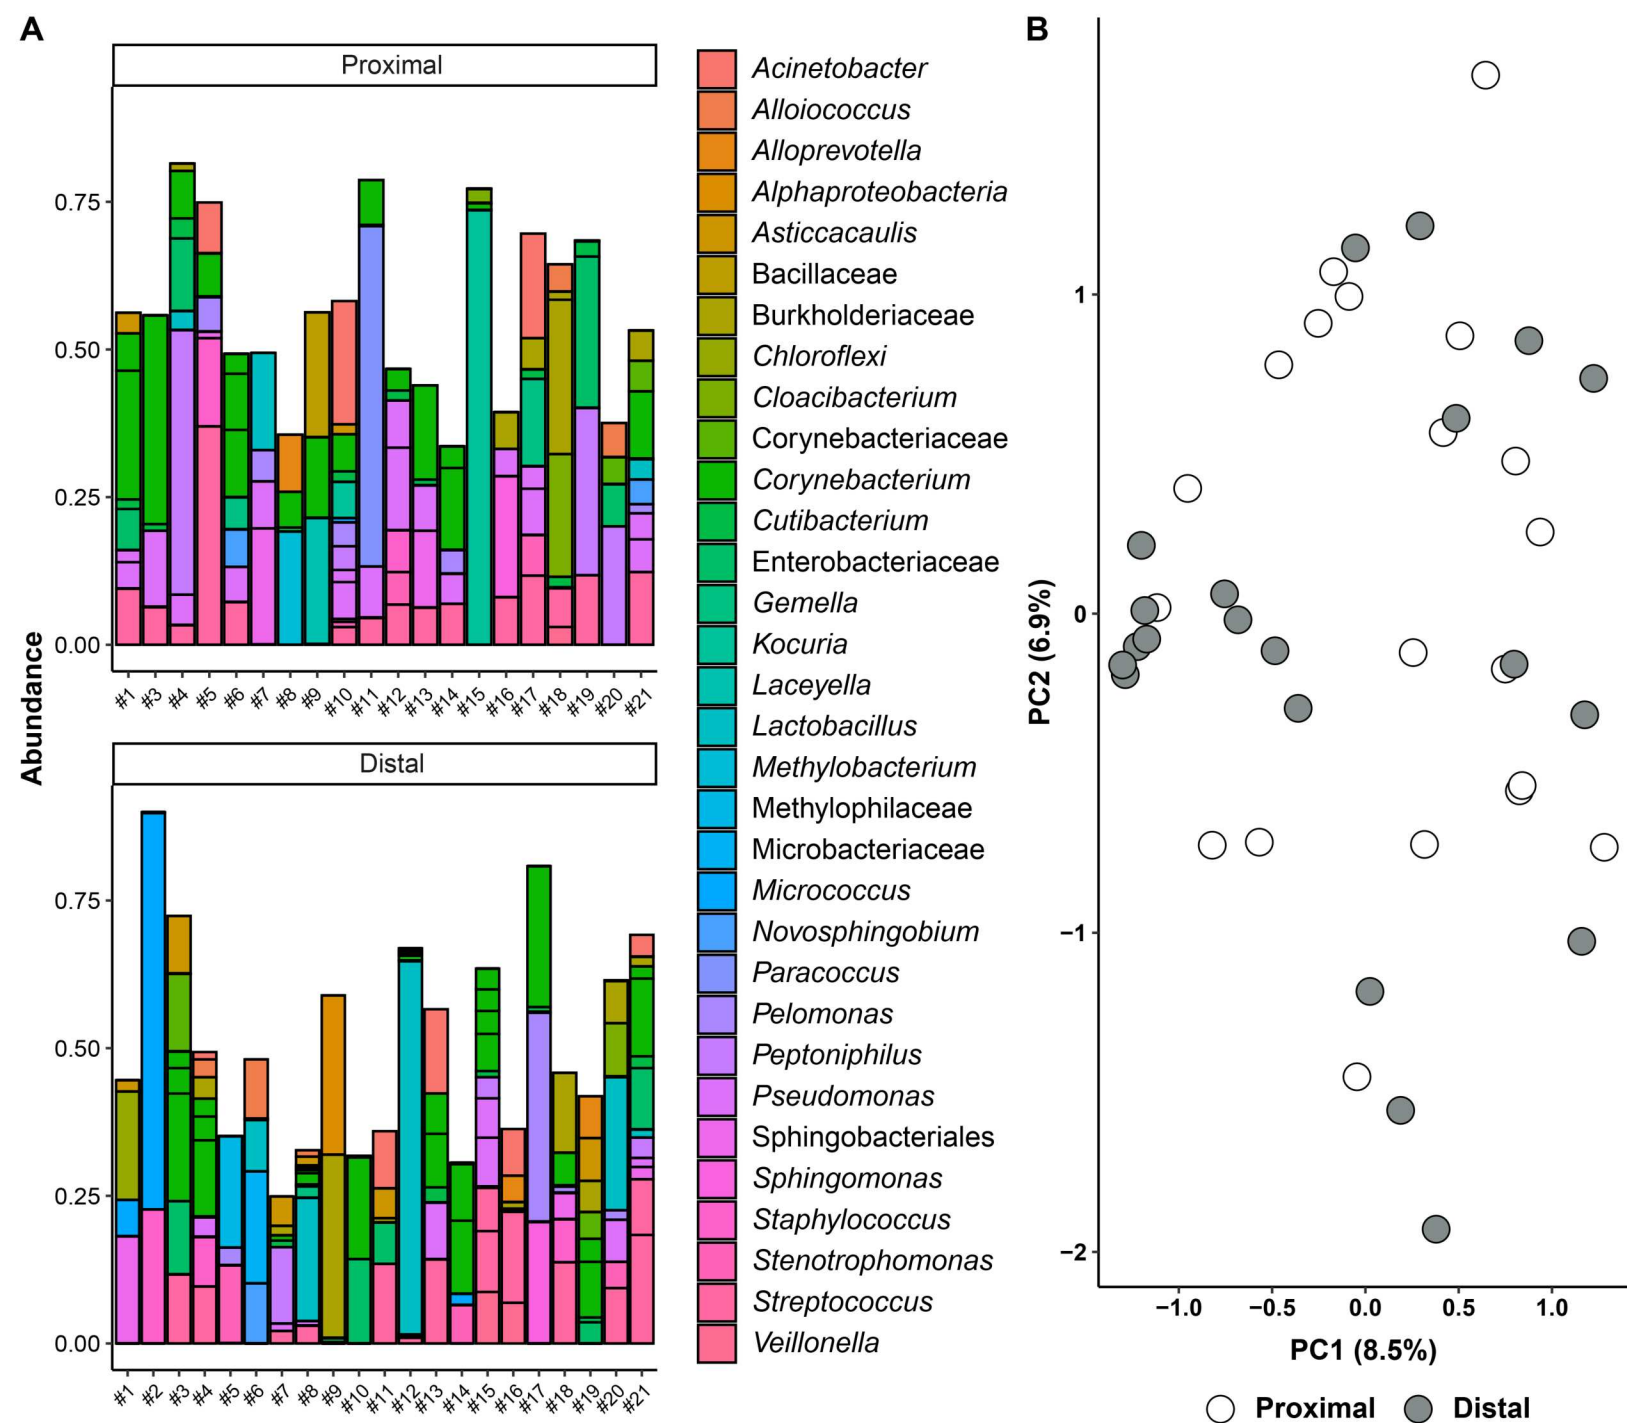 A
Proximal
0.75
0.50
0.25
0.00
#1 #3 #4 #5 #6 #7 #8 #9 #10 #11 #12 #13 #14 #15 #16 #17 #18 #19 #20 #21
Abundance
Distal
0.75
0.50
0.25
0.00
#1 #2 #3 #4 #5 #6 #7 #8 #9 #10 #11 #12 #13 #14 #15 #16 #17 #18 #19 #20 #21
Acinetobacter
Alloiococcus
Alloprevotella
Alphaproteobacteria
Asticcacaulis
Bacillaceae
Burkholderiaceae
Chloroflexi
Cloacibacterium
Corynebacteriaceae
Corynebacterium
Cutibacterium
Enterobacteriaceae
Gemella
Kocuria
Laceyella
Lactobacillus
Methylobacterium
Methylophilaceae
Microbacteriaceae
Micrococcus
Novosphingobium
Paracoccus
Pelomonas
Peptoniphilus
Pseudomonas
Sphingobacteriales
Sphingomonas
Staphylococcus
Stenotrophomonas
Streptococcus
Veillonella
B
1
0
−1
−2
PC2 (6.9%)
−1.0 −0.5 0.0 0.5 1.0
PC1 (8.5%)
Proximal Distal